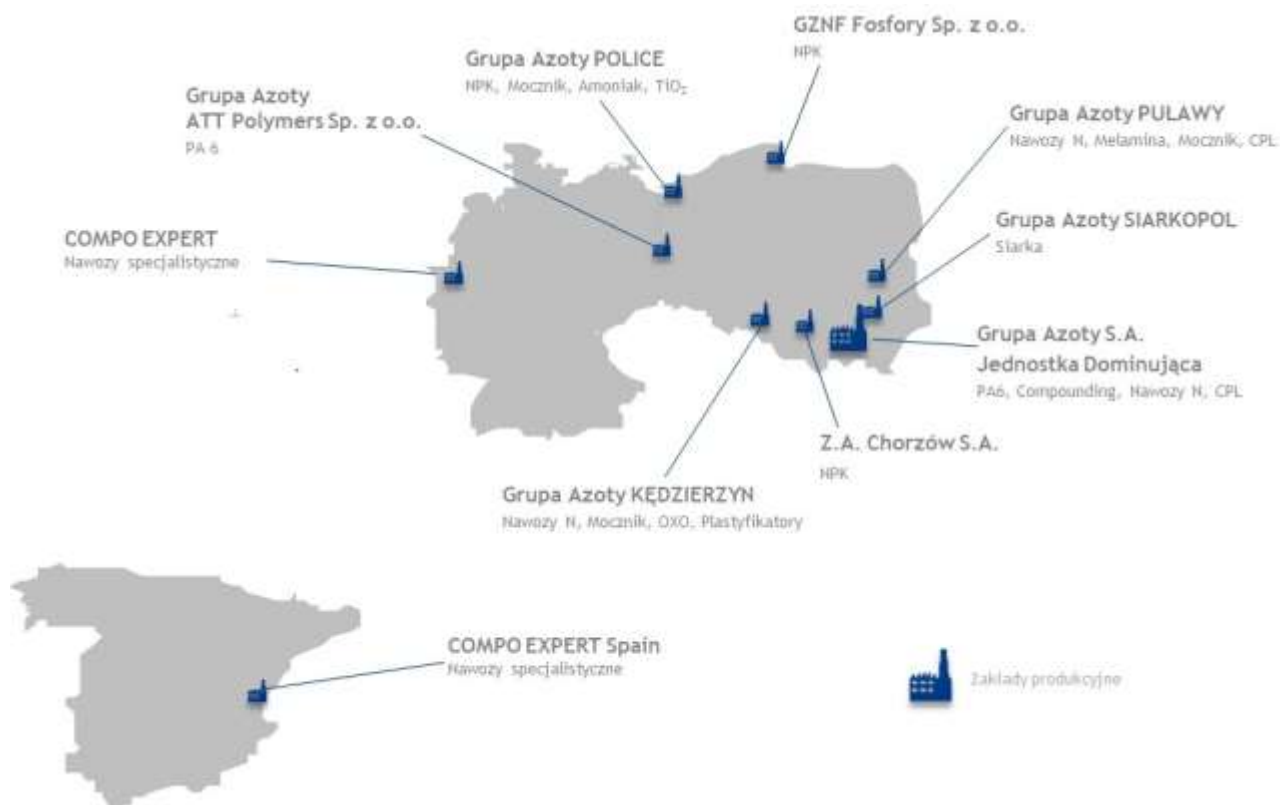 GZNF Fosfory Sp. z o.o.
NPK
Grupa Azoty POLICE
NPK, Mocznik, Amoniak, TiO₂
Grupa Azoty
ATT Polymers Sp. z o.o.
PA 6
Grupa Azoty PULAWY
Nawozy N, Melamina, Mocznik, CPL
COMPO EXPERT
Nawozy specjalistyczne
Grupa Azoty SIARKOPOL
Siarka
Grupa Azoty S.A.
Jednostka Dominująca
PA6, Compounding, Nawozy N, CPL
Z.A. Chorzów S.A.
NPK
Grupa Azoty KĘDZIERZYN
Nawozy N, Mocznik, OXO, Plastyfikatory
COMPO EXPERT Spain
Nawozy specjalistyczne
Zakłady produkcyjne